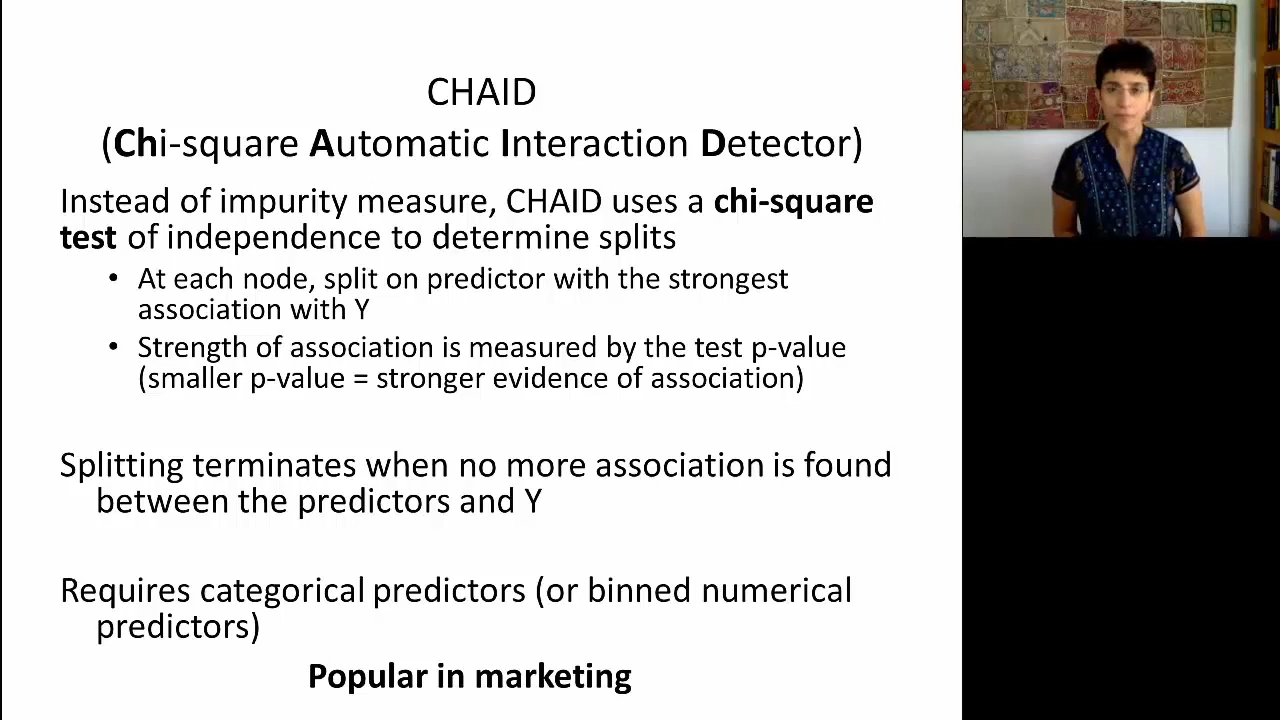 CHAID
(Chi-square Automatic Interaction Detector)
Instead of impurity measure, CHAID uses a chi-square
test of independence to determine splits
• At each node, split on predictor with the strongest
association with Y
• Strength of association is measured by the test p-value
(smaller p-value = stronger evidence of association)
Splitting terminates when no more association is found
between the predictors and Y
Requires categorical predictors (or binned numerical
predictors)
Popular in marketing